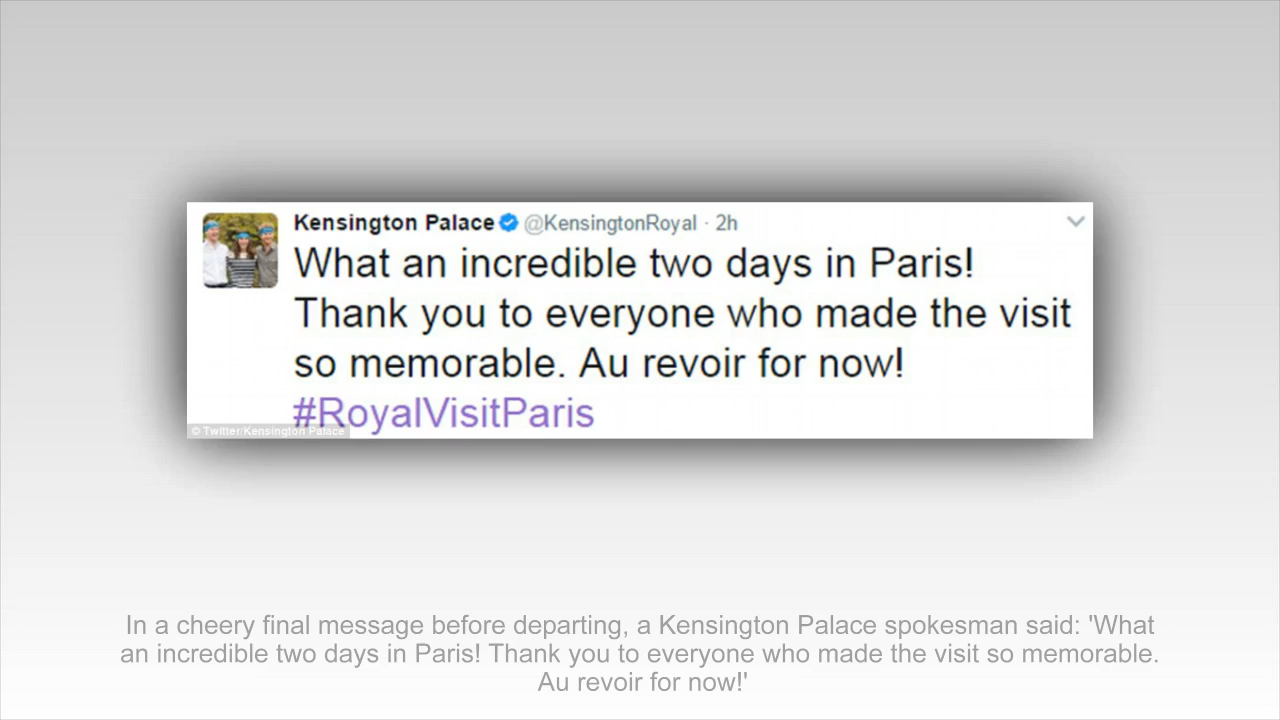 Kensington Palace @KensingtonRoyal · 2h
What an incredible two days in Paris!
Thank you to everyone who made the visit
so memorable. Au revoir for now!
#RoyalVisitParis
© Twitter/Kensington Palace
In a cheery final message before departing, a Kensington Palace spokesman said: 'What
an incredible two days in Paris! Thank you to everyone who made the visit so memorable.
Au revoir for now!'